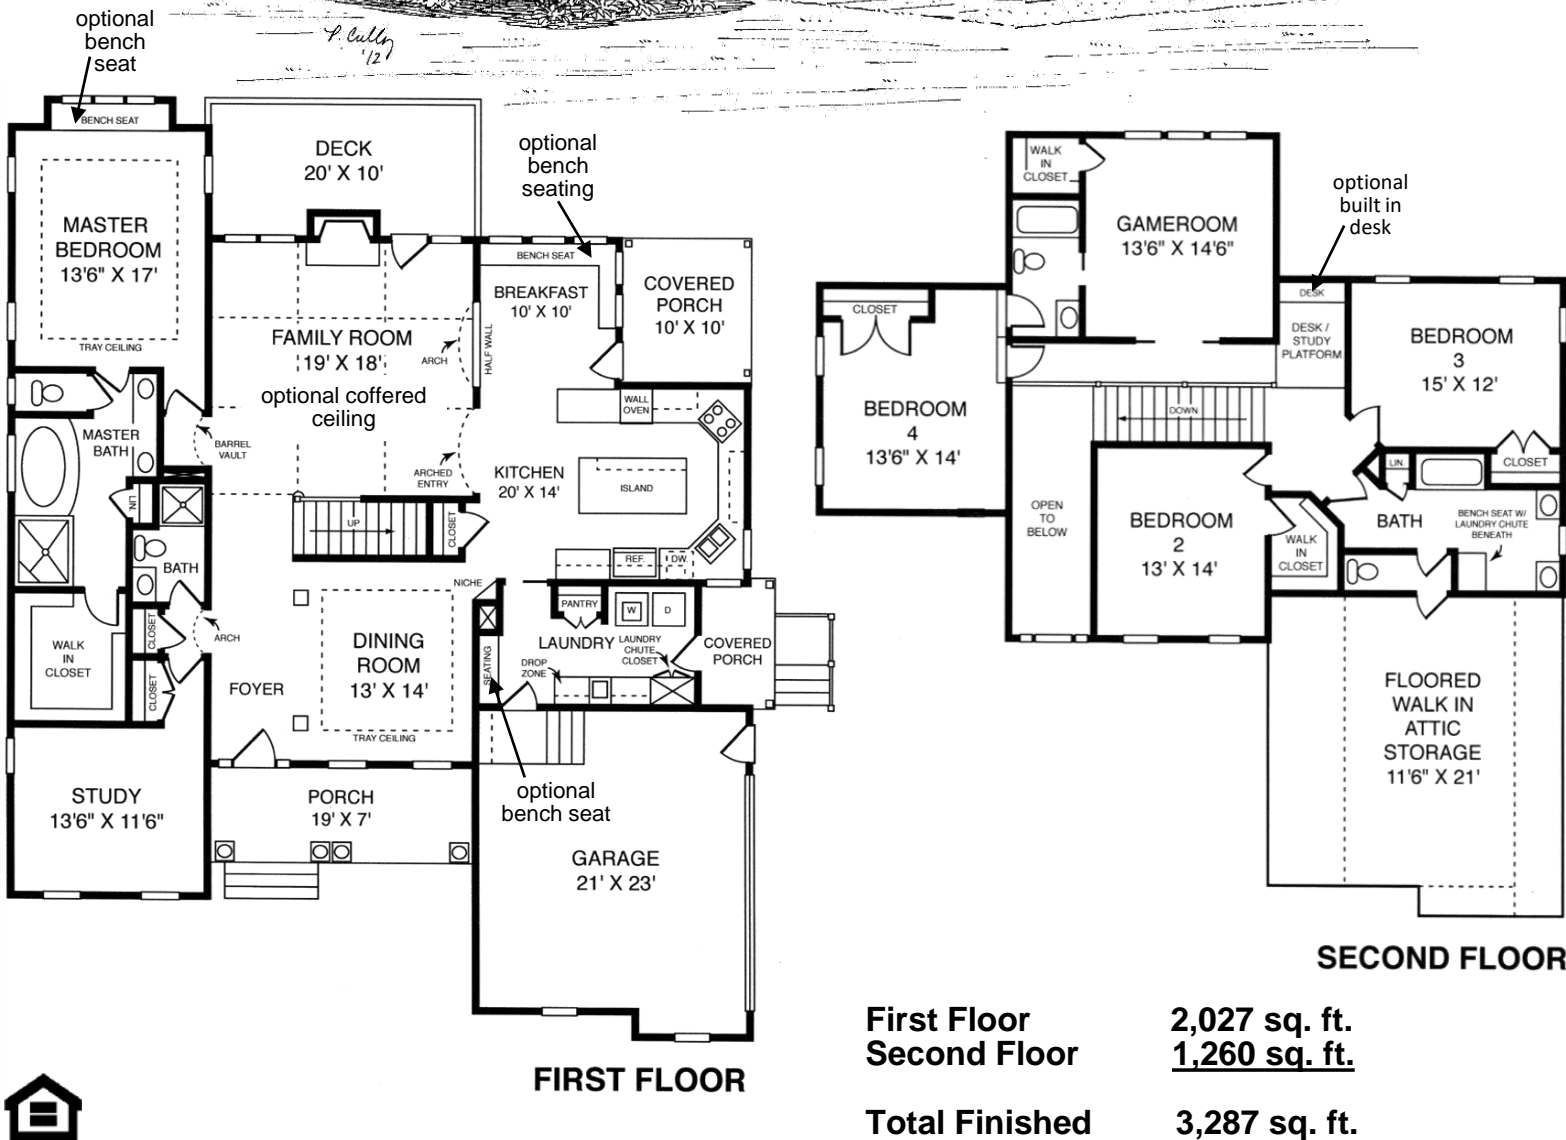 P. Cully
'12
optional
bench
seat
BENCH SEAT
MASTER
BEDROOM
13'6" X 17'
TRAY CEILING
DECK
20' X 10'
optional
bench
seating
BENCH SEAT
BREAKFAST
10' X 10'
COVERED
PORCH
10' X 10'
FAMILY ROOM
19' X 18'
optional coffered
ceiling
ARCH
HALF WALL
MASTER
BATH
BARREL
VAULT
ARCHED
ENTRY
WALL
OVEN
KITCHEN
20' X 14'
ISLAND
LIN
UP
CLOSET
REF.
DW
BATH
NICHE
PANTRY
W
D
WALK
IN
CLOSET
CLOSET
ARCH
CLOSET
FOYER
DINING
ROOM
13' X 14'
TRAY CEILING
SEATING
LAUNDRY
DROP
ZONE
LAUNDRY
CHUTE
CLOSET
COVERED
PORCH
STUDY
13'6" X 11'6"
PORCH
19' X 7'
optional
bench seat
GARAGE
21' X 23'
FIRST FLOOR
WALK
IN
CLOSET
GAMEROOM
13'6" X 14'6"
optional
built in
desk
DESK
DESK /
STUDY
PLATFORM
CLOSET
BEDROOM
4
13'6" X 14'
BEDROOM
3
15' X 12'
CLOSET
DOWN
OPEN
TO
BELOW
BEDROOM
2
13' X 14'
WALK
IN
CLOSET
LIN.
BATH
BENCH SEAT W/
LAUNDRY CHUTE
BENEATH
FLOORED
WALK IN
ATTIC
STORAGE
11'6" X 21'
SECOND FLOOR
First Floor 2,027 sq. ft.
Second Floor 1,260 sq. ft.
Total Finished 3,287 sq. ft.